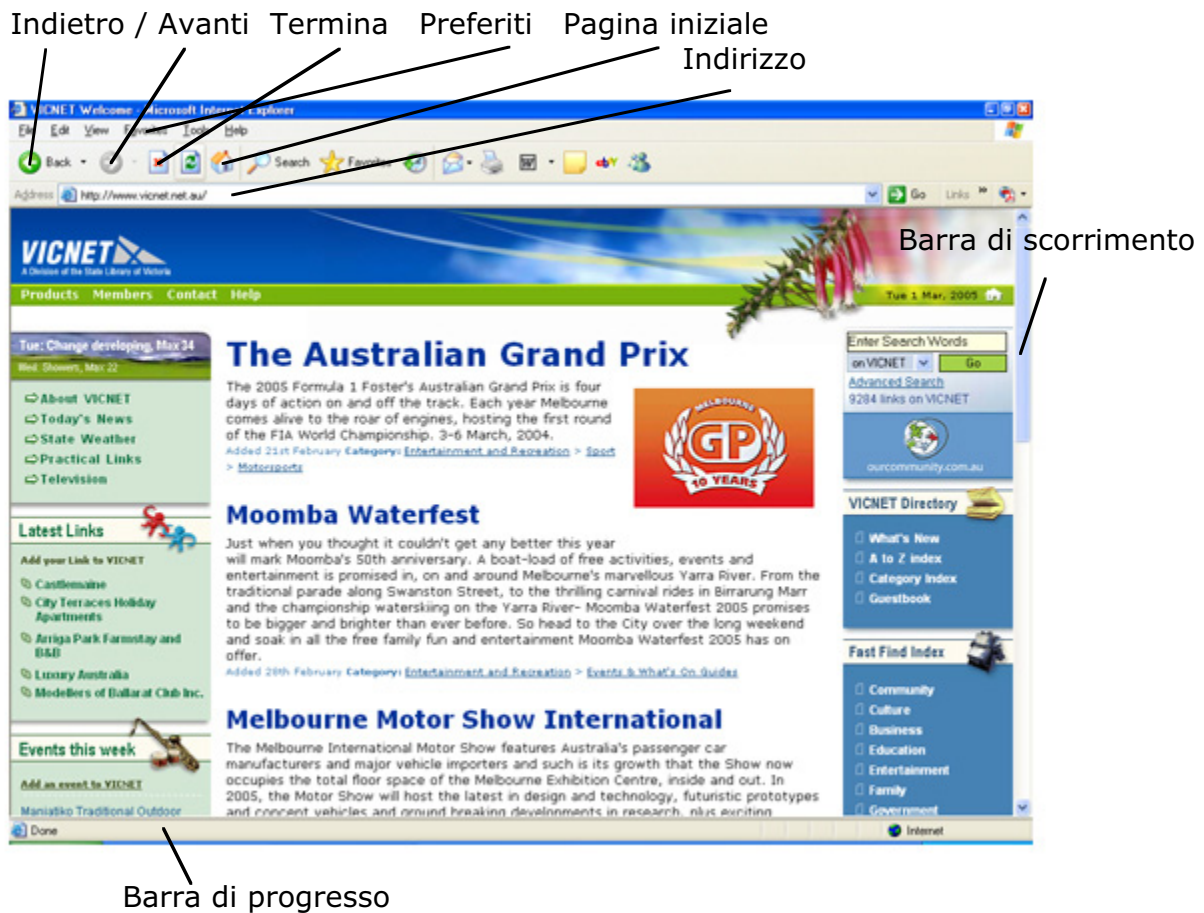 Indietro / Avanti Termina Preferiti Pagina iniziale
Indirizzo
VICNET Welcome - Microsoft Internet Explorer
File Edit View Favorites Tools Help
Back Search Favorites
Address http://www.vicnet.net.au/ Go Links
VICNET
A Division of the State Library of Victoria
Barra di scorrimento
Products Members Contact Help
Tue 1 Mar, 2005
Tue: Change developing, Max 34
Wed: Showers, Max 22
About VICNET
Today's News
State Weather
Practical Links
Television
Latest Links
Add your Link to VICNET
Castlemaine
City Terraces Holiday
Apartments
Arriga Park Farmstay and
B&B
Luxury Australia
Modellers of Ballarat Club Inc.
Events this week
Add an event to VICNET
Maniatiko Traditional Outdoor
The Australian Grand Prix
The 2005 Formula 1 Foster's Australian Grand Prix is four
days of action on and off the track. Each year Melbourne
comes alive to the roar of engines, hosting the first round
of the FIA World Championship. 3-6 March, 2004.
Added 21st February Category: Entertainment and Recreation > Sport
> Motorsports
MELBOURNE
GP
10 YEARS
Moomba Waterfest
Just when you thought it couldn't get any better this year
will mark Moomba's 50th anniversary. A boat-load of free activities, events and
entertainment is promised in, on and around Melbourne's marvellous Yarra River. From the
traditional parade along Swanston Street, to the thrilling carnival rides in Birrarung Marr
and the championship waterskiing on the Yarra River- Moomba Waterfest 2005 promises
to be bigger and brighter than ever before. So head to the City over the long weekend
and soak in all the free family fun and entertainment Moomba Waterfest 2005 has on
offer.
Added 28th February Category: Entertainment and Recreation > Events & What's On Guides
Melbourne Motor Show International
The Melbourne International Motor Show features Australia's passenger car
manufacturers and major vehicle importers and such is its growth that the Show now
occupies the total floor space of the Melbourne Exhibition Centre, inside and out. In
2005, the Motor Show will host the latest in design and technology, futuristic prototypes
and concept vehicles and ground breaking developments in research, plus exciting
Enter Search Words
on VICNET Go
Advanced Search
9284 links on VICNET
ourcommunity.com.au
VICNET Directory
What's New
A to Z index
Category Index
Guestbook
Fast Find Index
Community
Culture
Business
Education
Entertainment
Family
Government
Done Internet
Barra di progresso